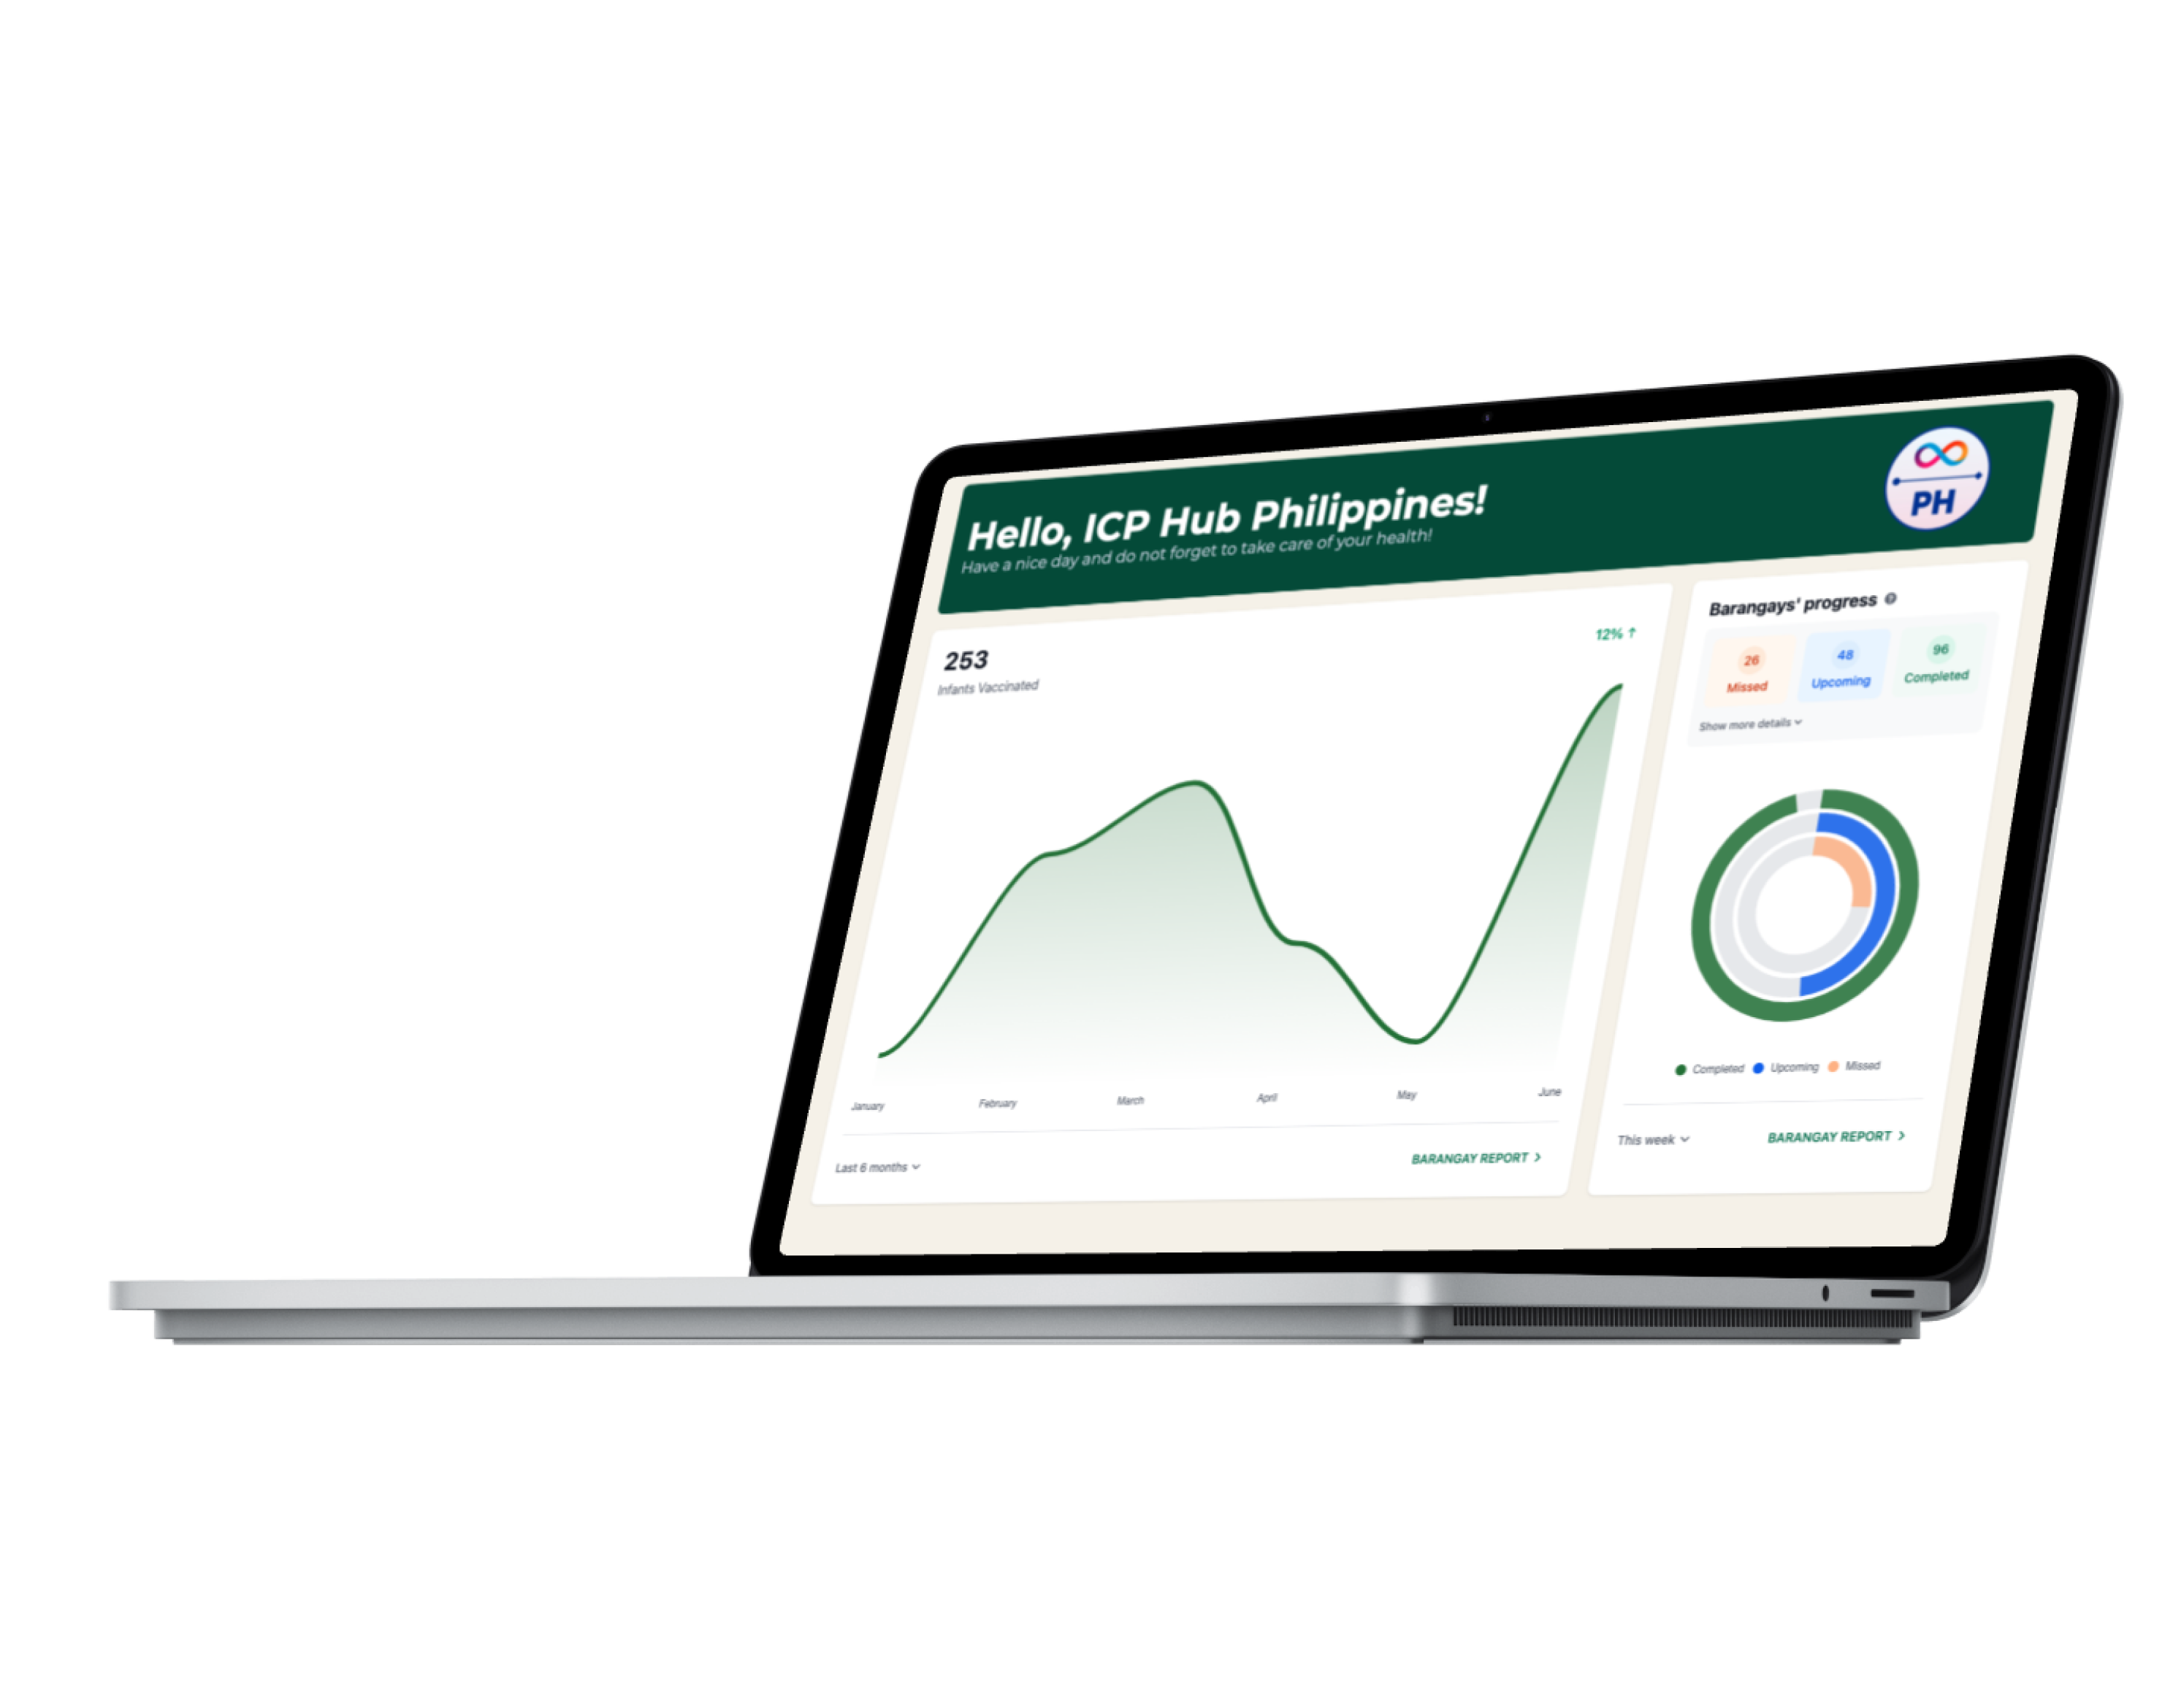 Hello, ICP Hub Philippines!
Have a nice day and do not forget to take care of your health!
PH
253
Infants Vaccinated
12% ↑
January February March April May June
Last 6 months
BARANGAY REPORT >
Barangays' progress
26
Missed
48
Upcoming
96
Completed
Show more details
Completed Upcoming Missed
This week
BARANGAY REPORT >